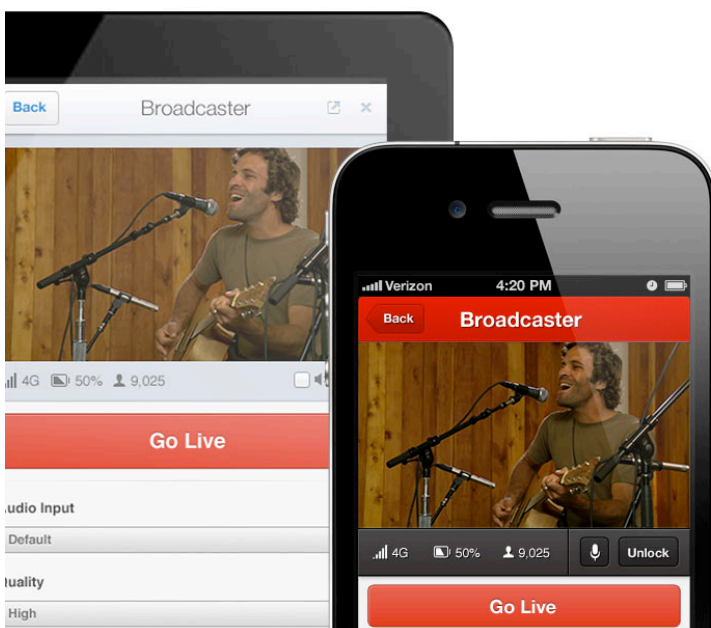 Back Broadcaster
4G 50% 9,025
Go Live
udio Input
Default
uality
High
Verizon 4:20 PM
Back Broadcaster
4G 50% 9,025 Unlock
Go Live